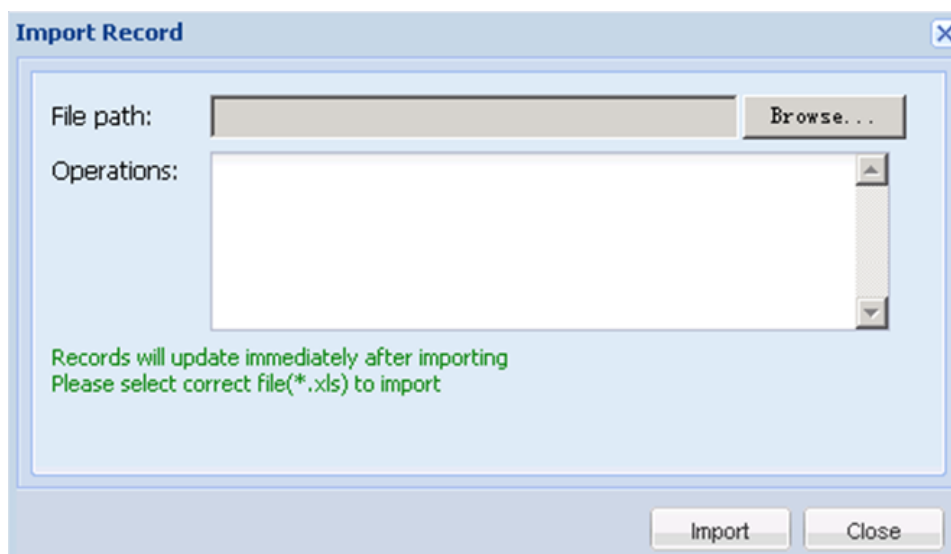 Import Record
File path:
Browse...
Operations:
Records will update immediately after importing
Please select correct file(*.xls) to import
Import
Close